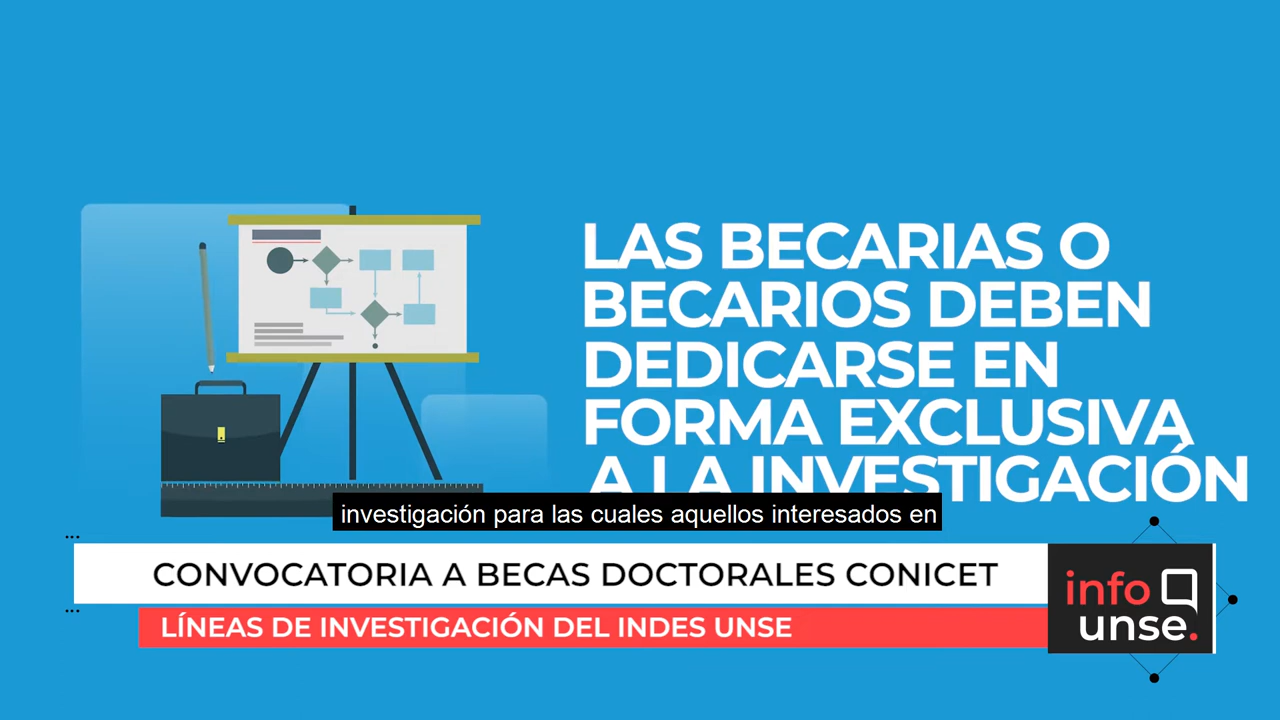 LAS BECARIAS O
BECARIOS DEBEN
DEDICARSE EN
FORMA EXCLUSIVA
A LA INVESTIGACIÓN
investigación para las cuales aquellos interesados en
CONVOCATORIA A BECAS DOCTORALES CONICET
LÍNEAS DE INVESTIGACIÓN DEL INDES UNSE
info
unse.